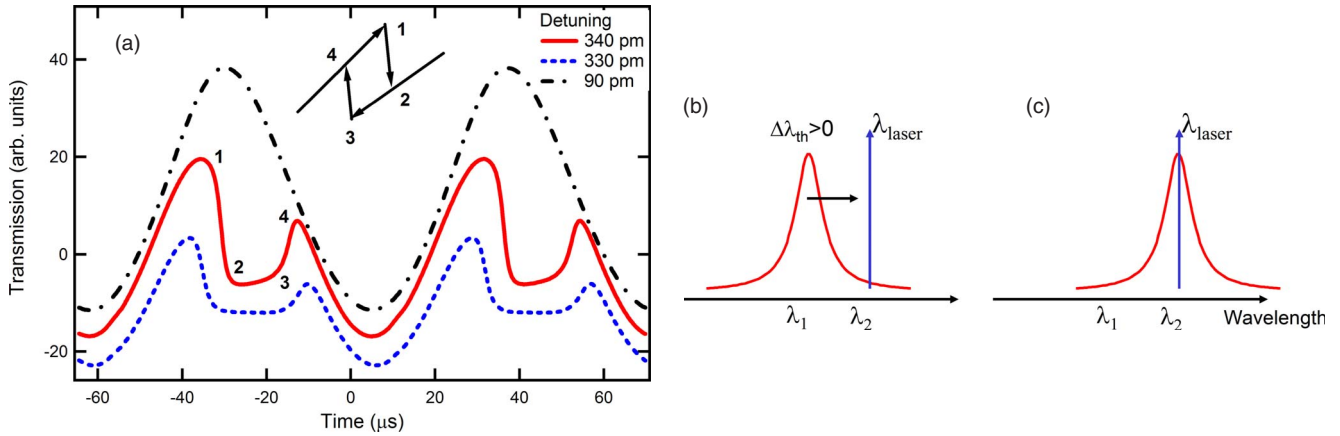 (a)
Detuning
340 pm
330 pm
90 pm
1
4
2
3
1
4
2
3
Transmission (arb. units)
40
20
0
-20
-60
-40
-20
0
20
40
60
Time (μs)
(b)
Δλth>0
λlaser
λ1
λ2
(c)
λlaser
λ1
λ2
Wavelength